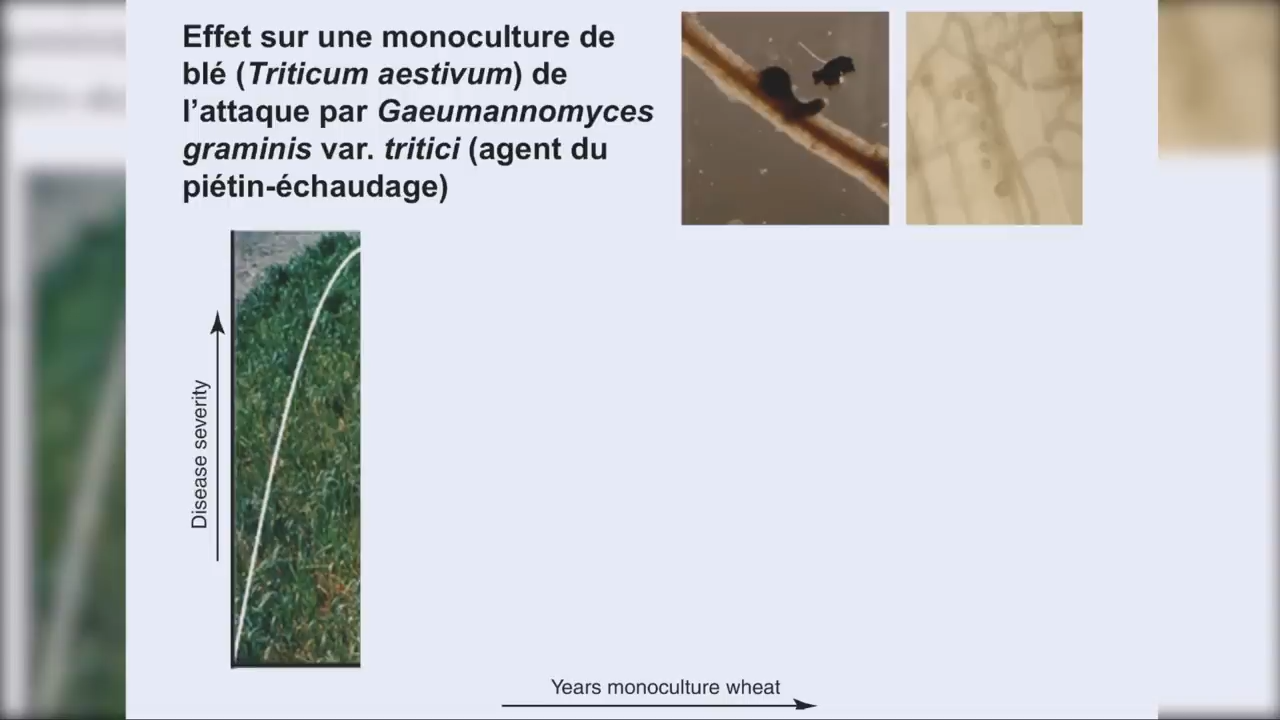 Effet sur une monoculture de
blé (Triticum aestivum) de
l’attaque par Gaeumannomyces
graminis var. tritici (agent du
piétin-échaudage)
Disease severity
Years monoculture wheat